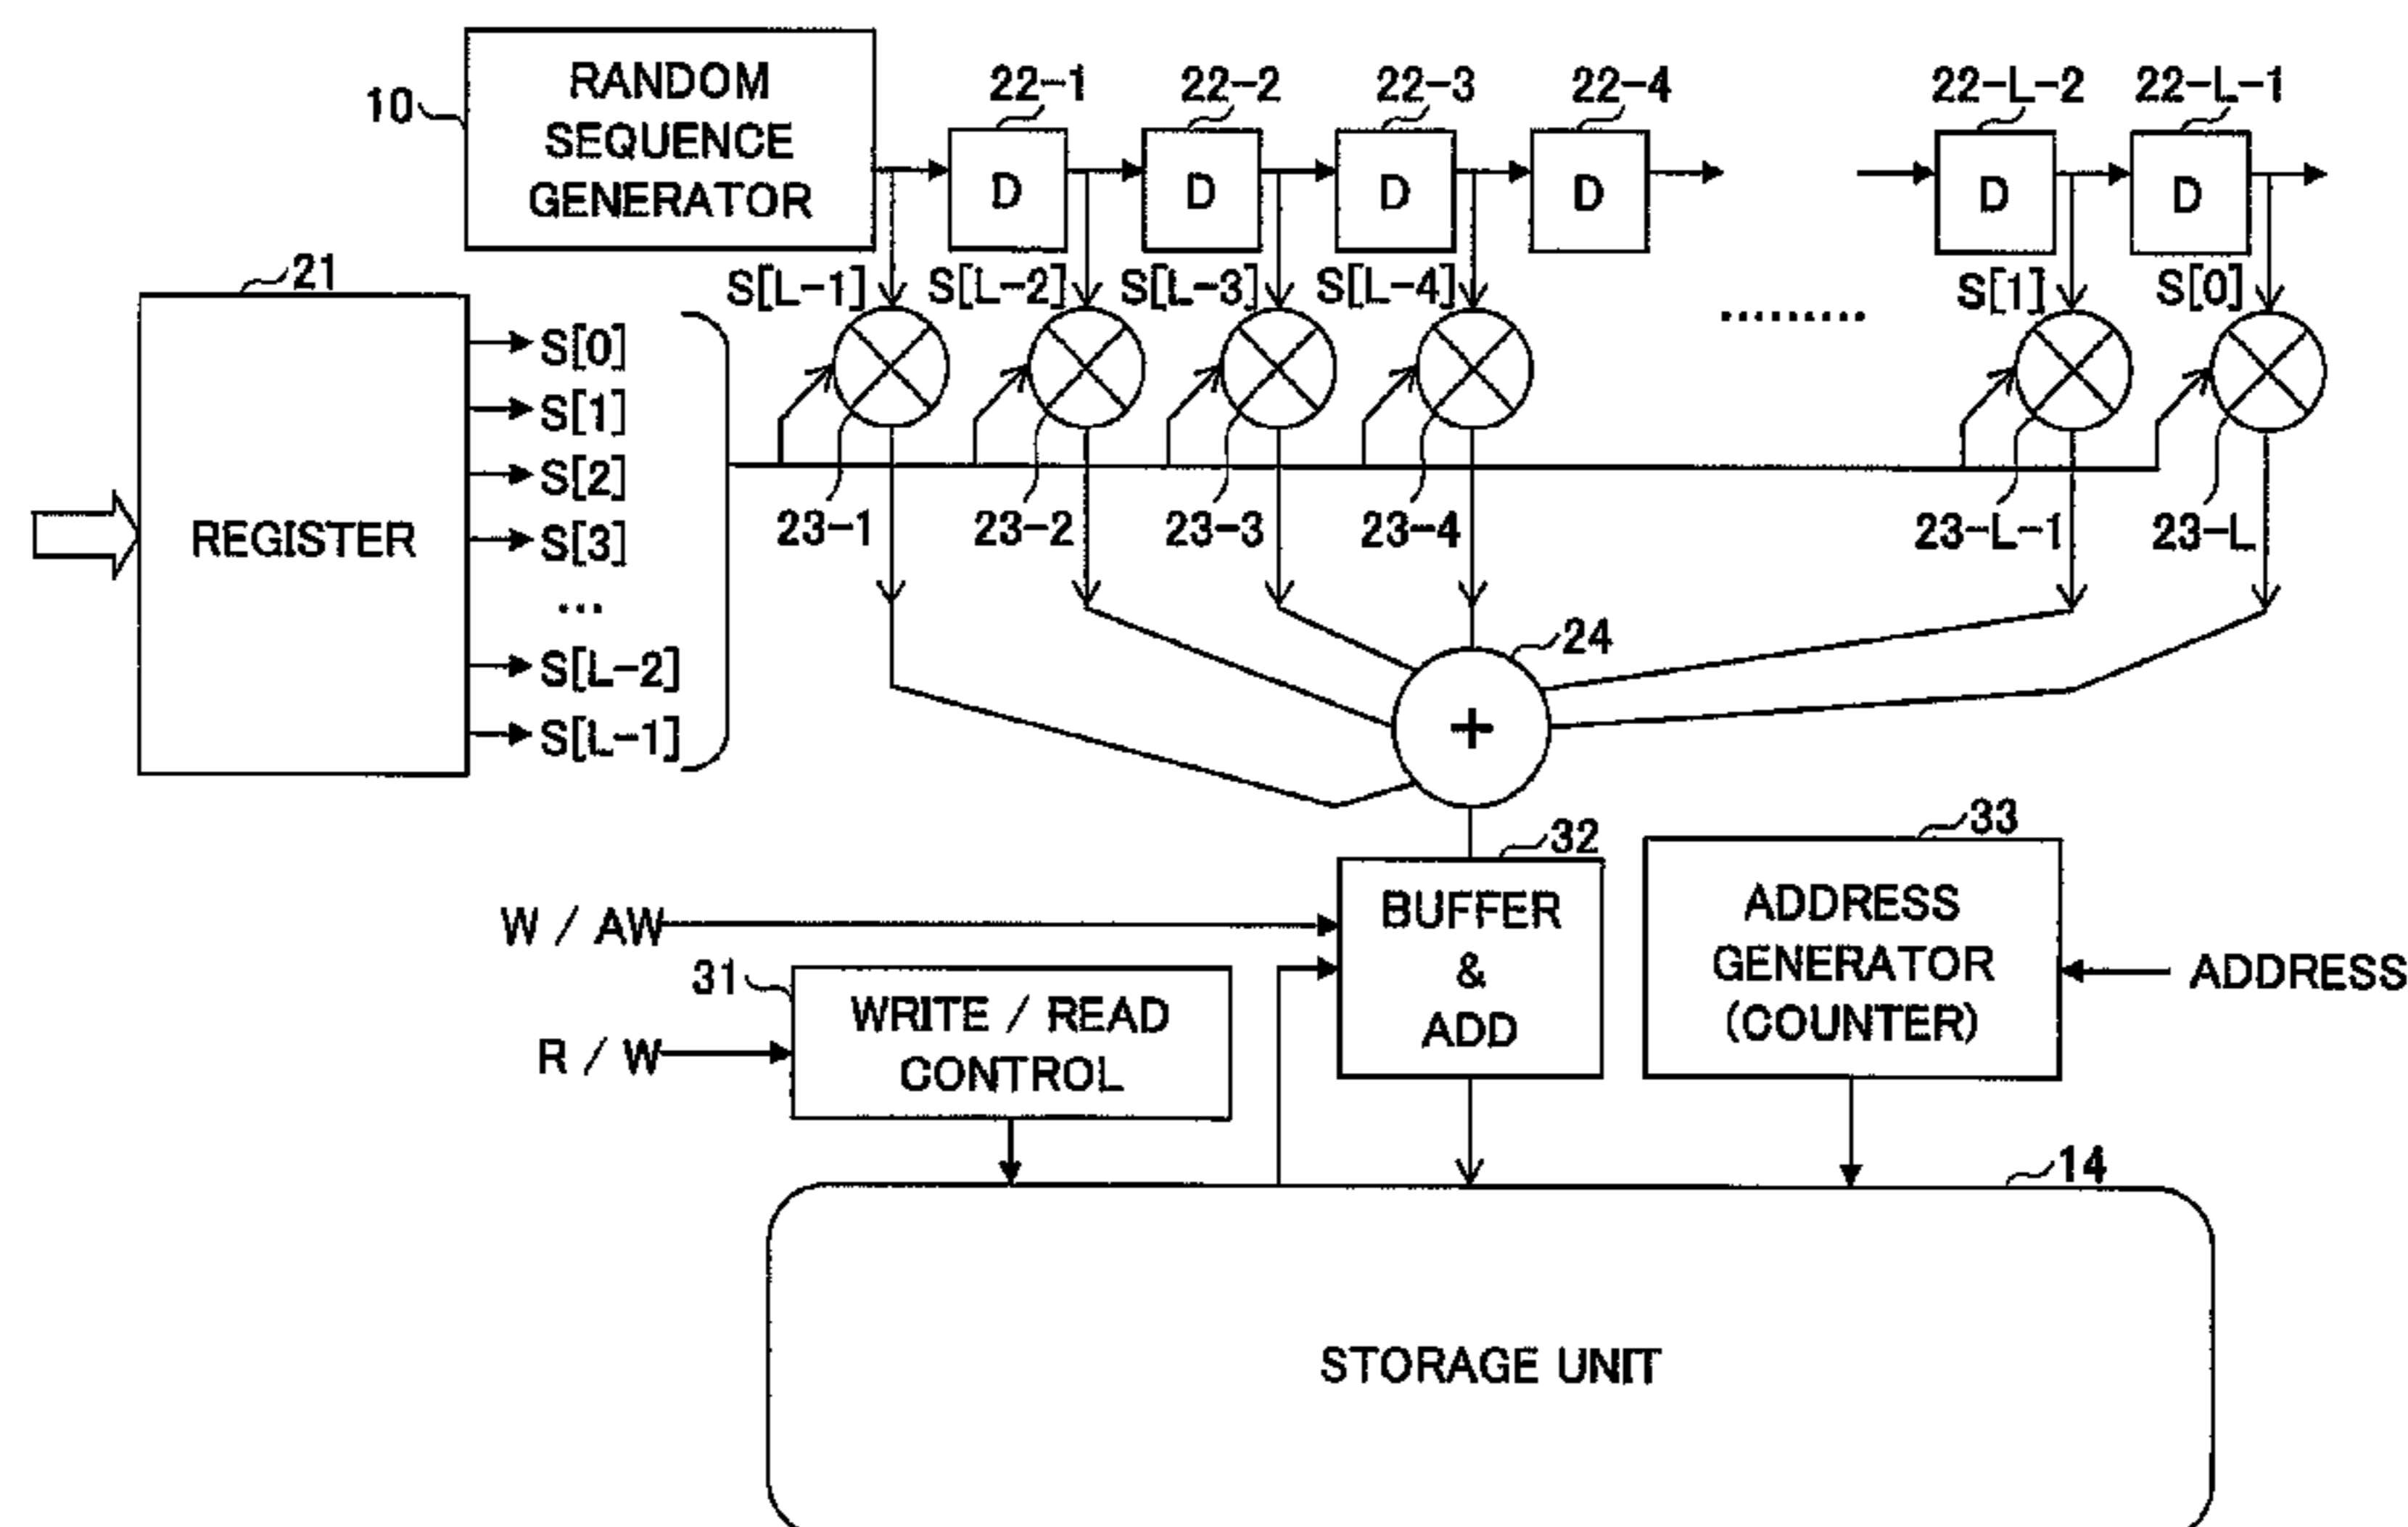 10
RANDOM
SEQUENCE
GENERATOR
22-1
22-2
22-3
22-4
22-L-2
22-L-1
D
D
D
D
D
D
S[L-1]
S[L-2]
S[L-3]
S[L-4]
S[1]
S[0]
.........
21
REGISTER
S[0]
S[1]
S[2]
S[3]
...
S[L-2]
S[L-1]
23-1
23-2
23-3
23-4
23-L-1
23-L
24
+
W / AW
32
BUFFER
&
ADD
33
ADDRESS
GENERATOR
(COUNTER)
ADDRESS
31
R / W
WRITE / READ
CONTROL
14
STORAGE UNIT